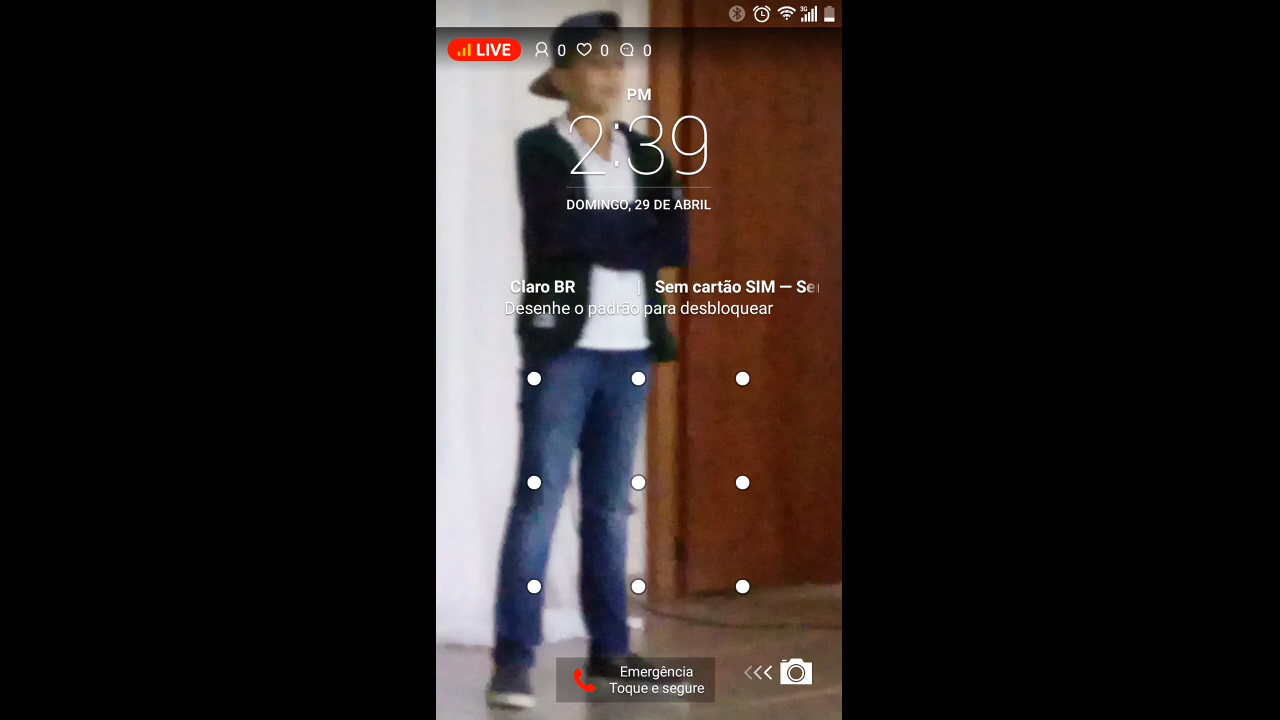 3G
LIVE 0 0 0
PM
2:39
DOMINGO, 29 DE ABRIL
Claro BR | Sem cartão SIM — Se
Desenhe o padrão para desbloquear
Emergência
Toque e segure